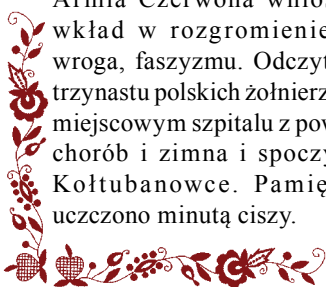 Armia Czerwona wnios
wkład w rozgromienie
wroga, faszyzmu. Odczyt
trzynastu polskich żołnierz
miejscowym szpitalu z pow
chorób i zimna i spoczy
Kołtubanowce. Pamię
uczczono minutą ciszy.